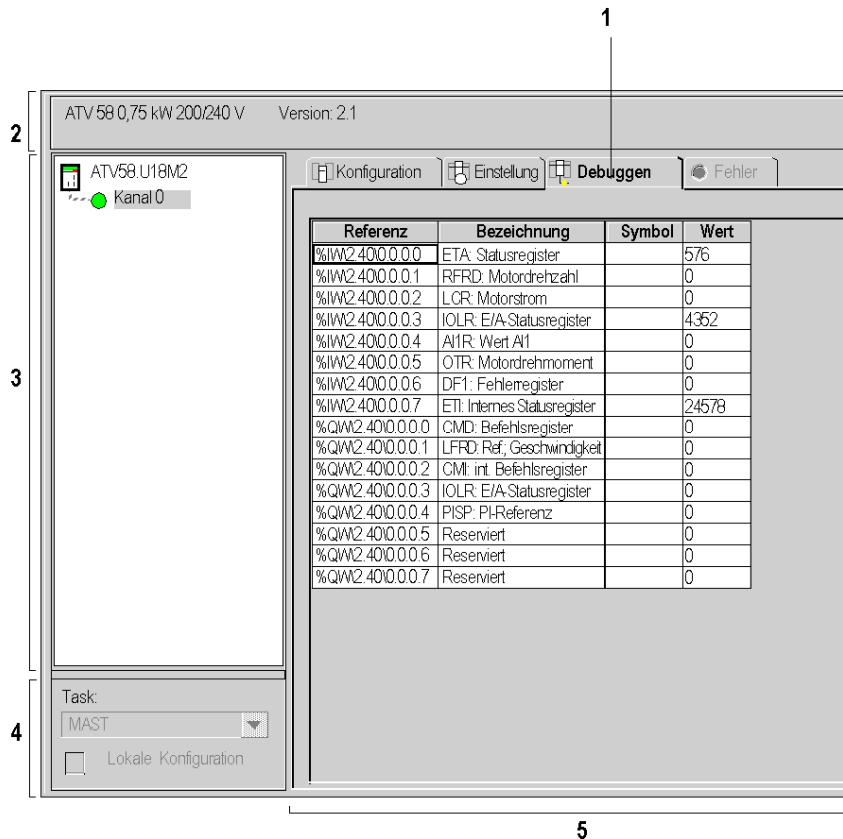 1
2
ATV 58 0,75 kW 200/240 V Version: 2.1
3
ATV58.U18M2
Kanal 0
Konfiguration Einstellung Debuggen Fehler
Referenz Bezeichnung Symbol Wert
%IW\2.40\0.0.0.0 ETA: Statusregister 576
%IW\2.40\0.0.0.1 RFRD: Motordrehzahl 0
%IW\2.40\0.0.0.2 LCR: Motorstrom 0
%IW\2.40\0.0.0.3 IOLR: E/A-Statusregister 4352
%IW\2.40\0.0.0.4 AI1R: Wert AI1 0
%IW\2.40\0.0.0.5 OTR: Motordrehmoment 0
%IW\2.40\0.0.0.6 DF1: Fehlerregister 0
%IW\2.40\0.0.0.7 ETI: Internes Statusregister 24578
%QW\2.40\0.0.0.0 CMD: Befehlsregister 0
%QW\2.40\0.0.0.1 LFRD: Ref.; Geschwindigkeit 0
%QW\2.40\0.0.0.2 CMI: int. Befehlsregister 0
%QW\2.40\0.0.0.3 IOLR: E/A-Statusregister 0
%QW\2.40\0.0.0.4 PISP: PI-Referenz 0
%QW\2.40\0.0.0.5 Reserviert 0
%QW\2.40\0.0.0.6 Reserviert 0
%QW\2.40\0.0.0.7 Reserviert 0
4
Task:
MAST
Lokale Konfiguration
5